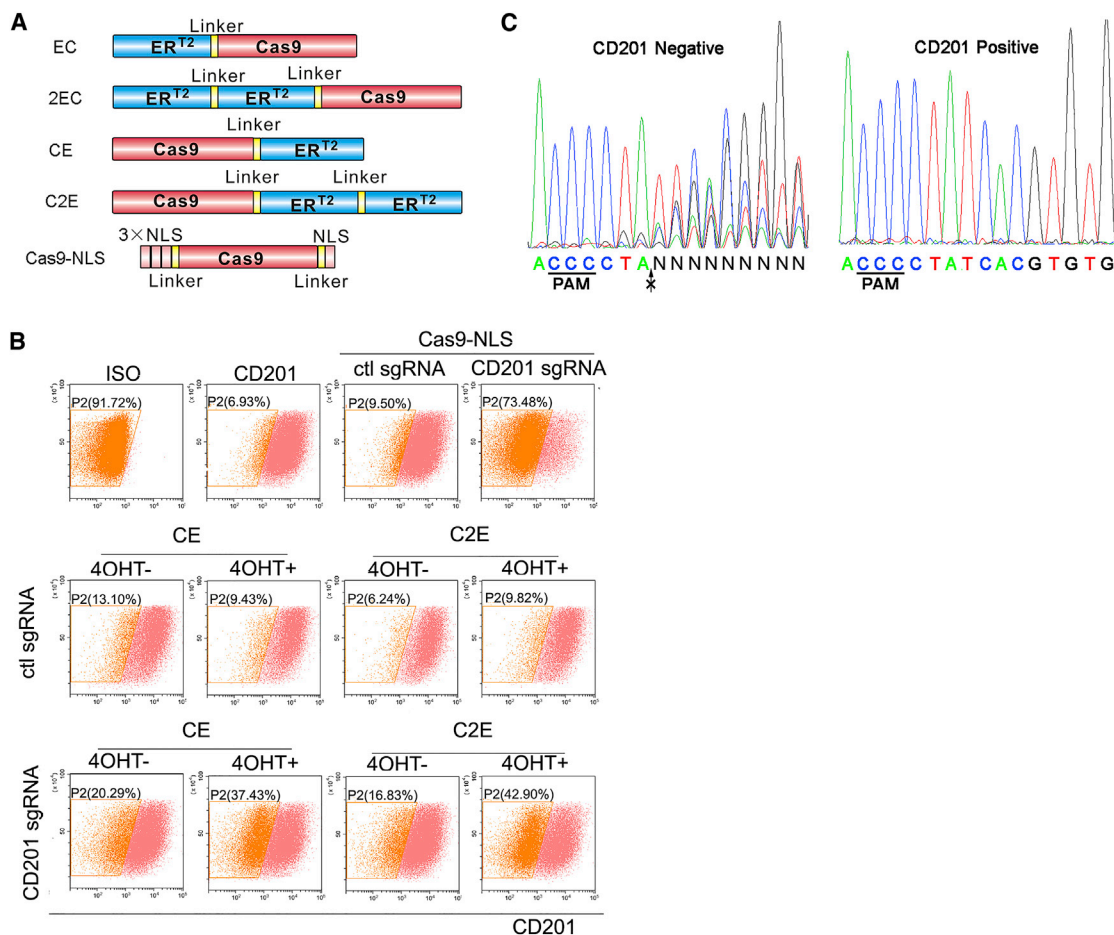 A
Linker
EC
ER^T2 Cas9
Linker Linker
2EC
ER^T2 ER^T2 Cas9
Linker
CE
Cas9 ER^T2
Linker Linker
C2E
Cas9 ER^T2 ER^T2
3×NLS NLS
Cas9-NLS
Cas9
Linker Linker
C
CD201 Negative
CD201 Positive
A C C C C T A N N N N N N N N N
PAM
A C C C C T A T C A C G T G T G
PAM
B
Cas9-NLS
ISO CD201 ctl sgRNA CD201 sgRNA
P2(91.72%) P2(6.93%) P2(9.50%) P2(73.48%)
CE C2E
4OHT- 4OHT+ 4OHT- 4OHT+
ctl sgRNA
P2(13.10%) P2(9.43%) P2(6.24%) P2(9.82%)
CE C2E
4OHT- 4OHT+ 4OHT- 4OHT+
CD201 sgRNA
P2(20.29%) P2(37.43%) P2(16.83%) P2(42.90%)
CD201